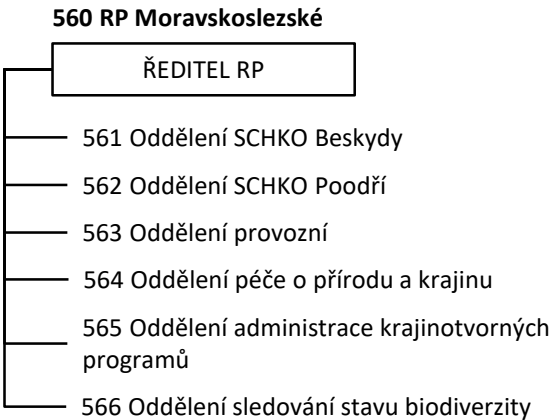 560 RP Moravskoslezské
ŘEDITEL RP
561 Oddělení SCHKO Beskydy
562 Oddělení SCHKO Poodří
563 Oddělení provozní
564 Oddělení péče o přírodu a krajinu
565 Oddělení administrace krajinotvorných
programů
566 Oddělení sledování stavu biodiverzity